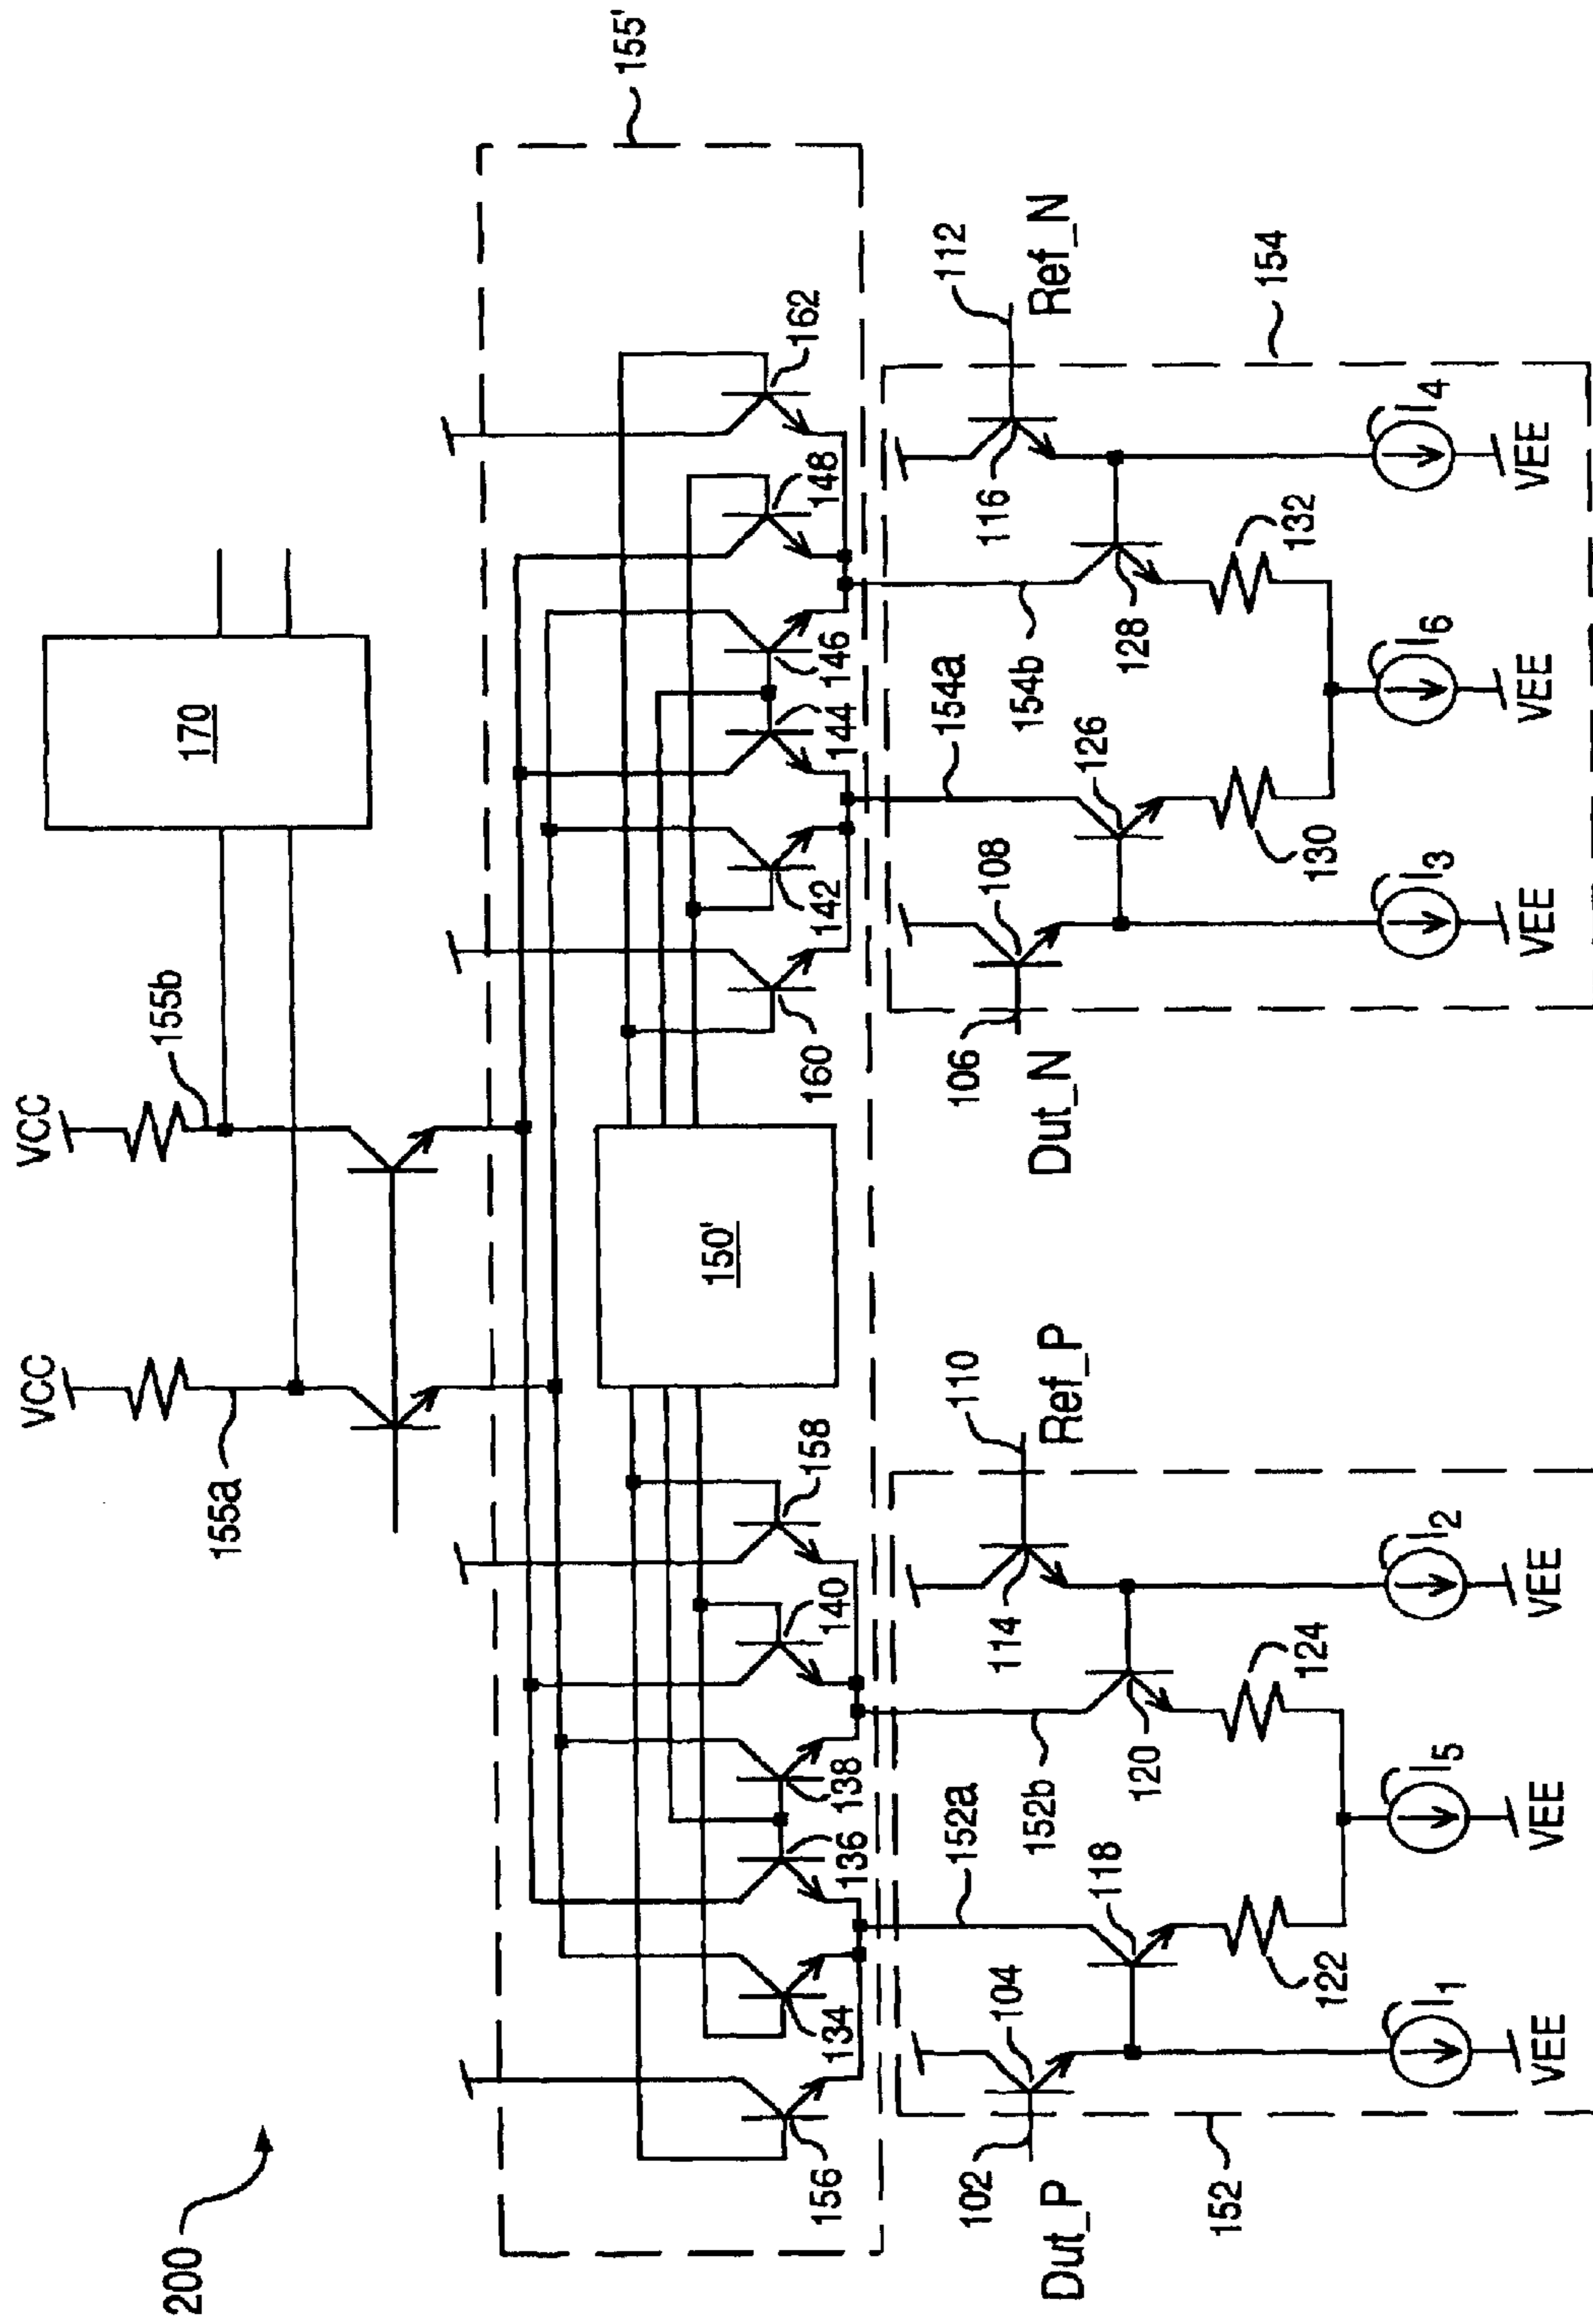 200
VCC
VCC
155a
155b
170
155'
150'
156
134
136
138
140
158
160
142
144
146
148
162
152a
152b
154a
154b
Dut_P
102
104
118
114
110
Ref_P
120
122
124
I1
I5
I2
VEE
VEE
VEE
152
Dut_N
106
108
126
116
112
Ref_N
128
130
132
I3
I6
I4
VEE
VEE
VEE
154